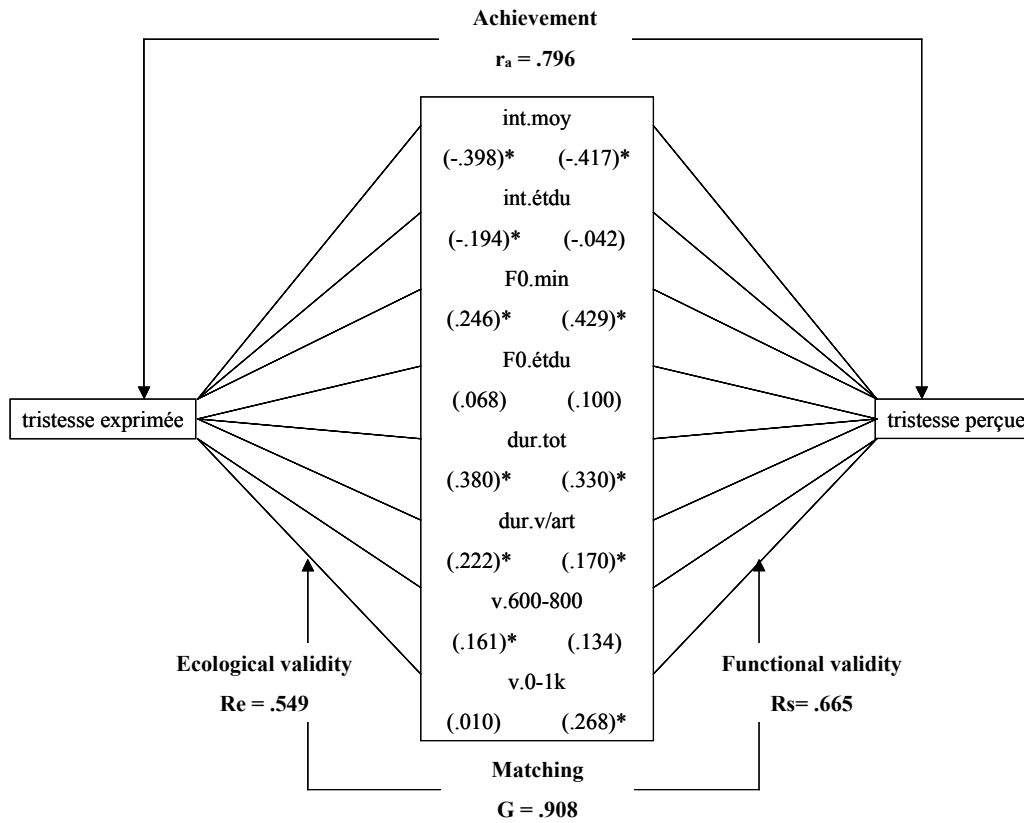 Achievement
rₐ = .796
int.moy
(-.398)* (-.417)*
int.étdu
(-.194)* (-.042)
F0.min
(.246)* (.429)*
F0.étdu
(.068) (.100)
tristesse exprimée
tristesse perçue
dur.tot
(.380)* (.330)*
dur.v/art
(.222)* (.170)*
v.600-800
(.161)* (.134)
Ecological validity
Re = .549
Functional validity
Rs= .665
v.0-1k
(.010) (.268)*
Matching
G = .908